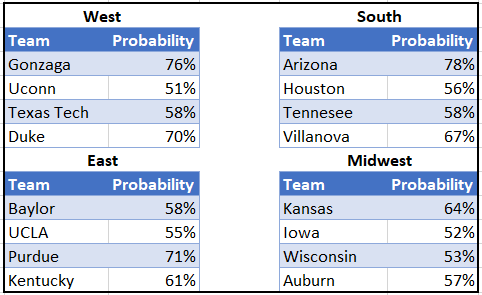 West South
Team Probability Team Probability
Gonzaga 76% Arizona 78%
Uconn 51% Houston 56%
Texas Tech 58% Tennesee 58%
Duke 70% Villanova 67%
East Midwest
Team Probability Team Probability
Baylor 58% Kansas 64%
UCLA 55% Iowa 52%
Purdue 71% Wisconsin 53%
Kentucky 61% Auburn 57%